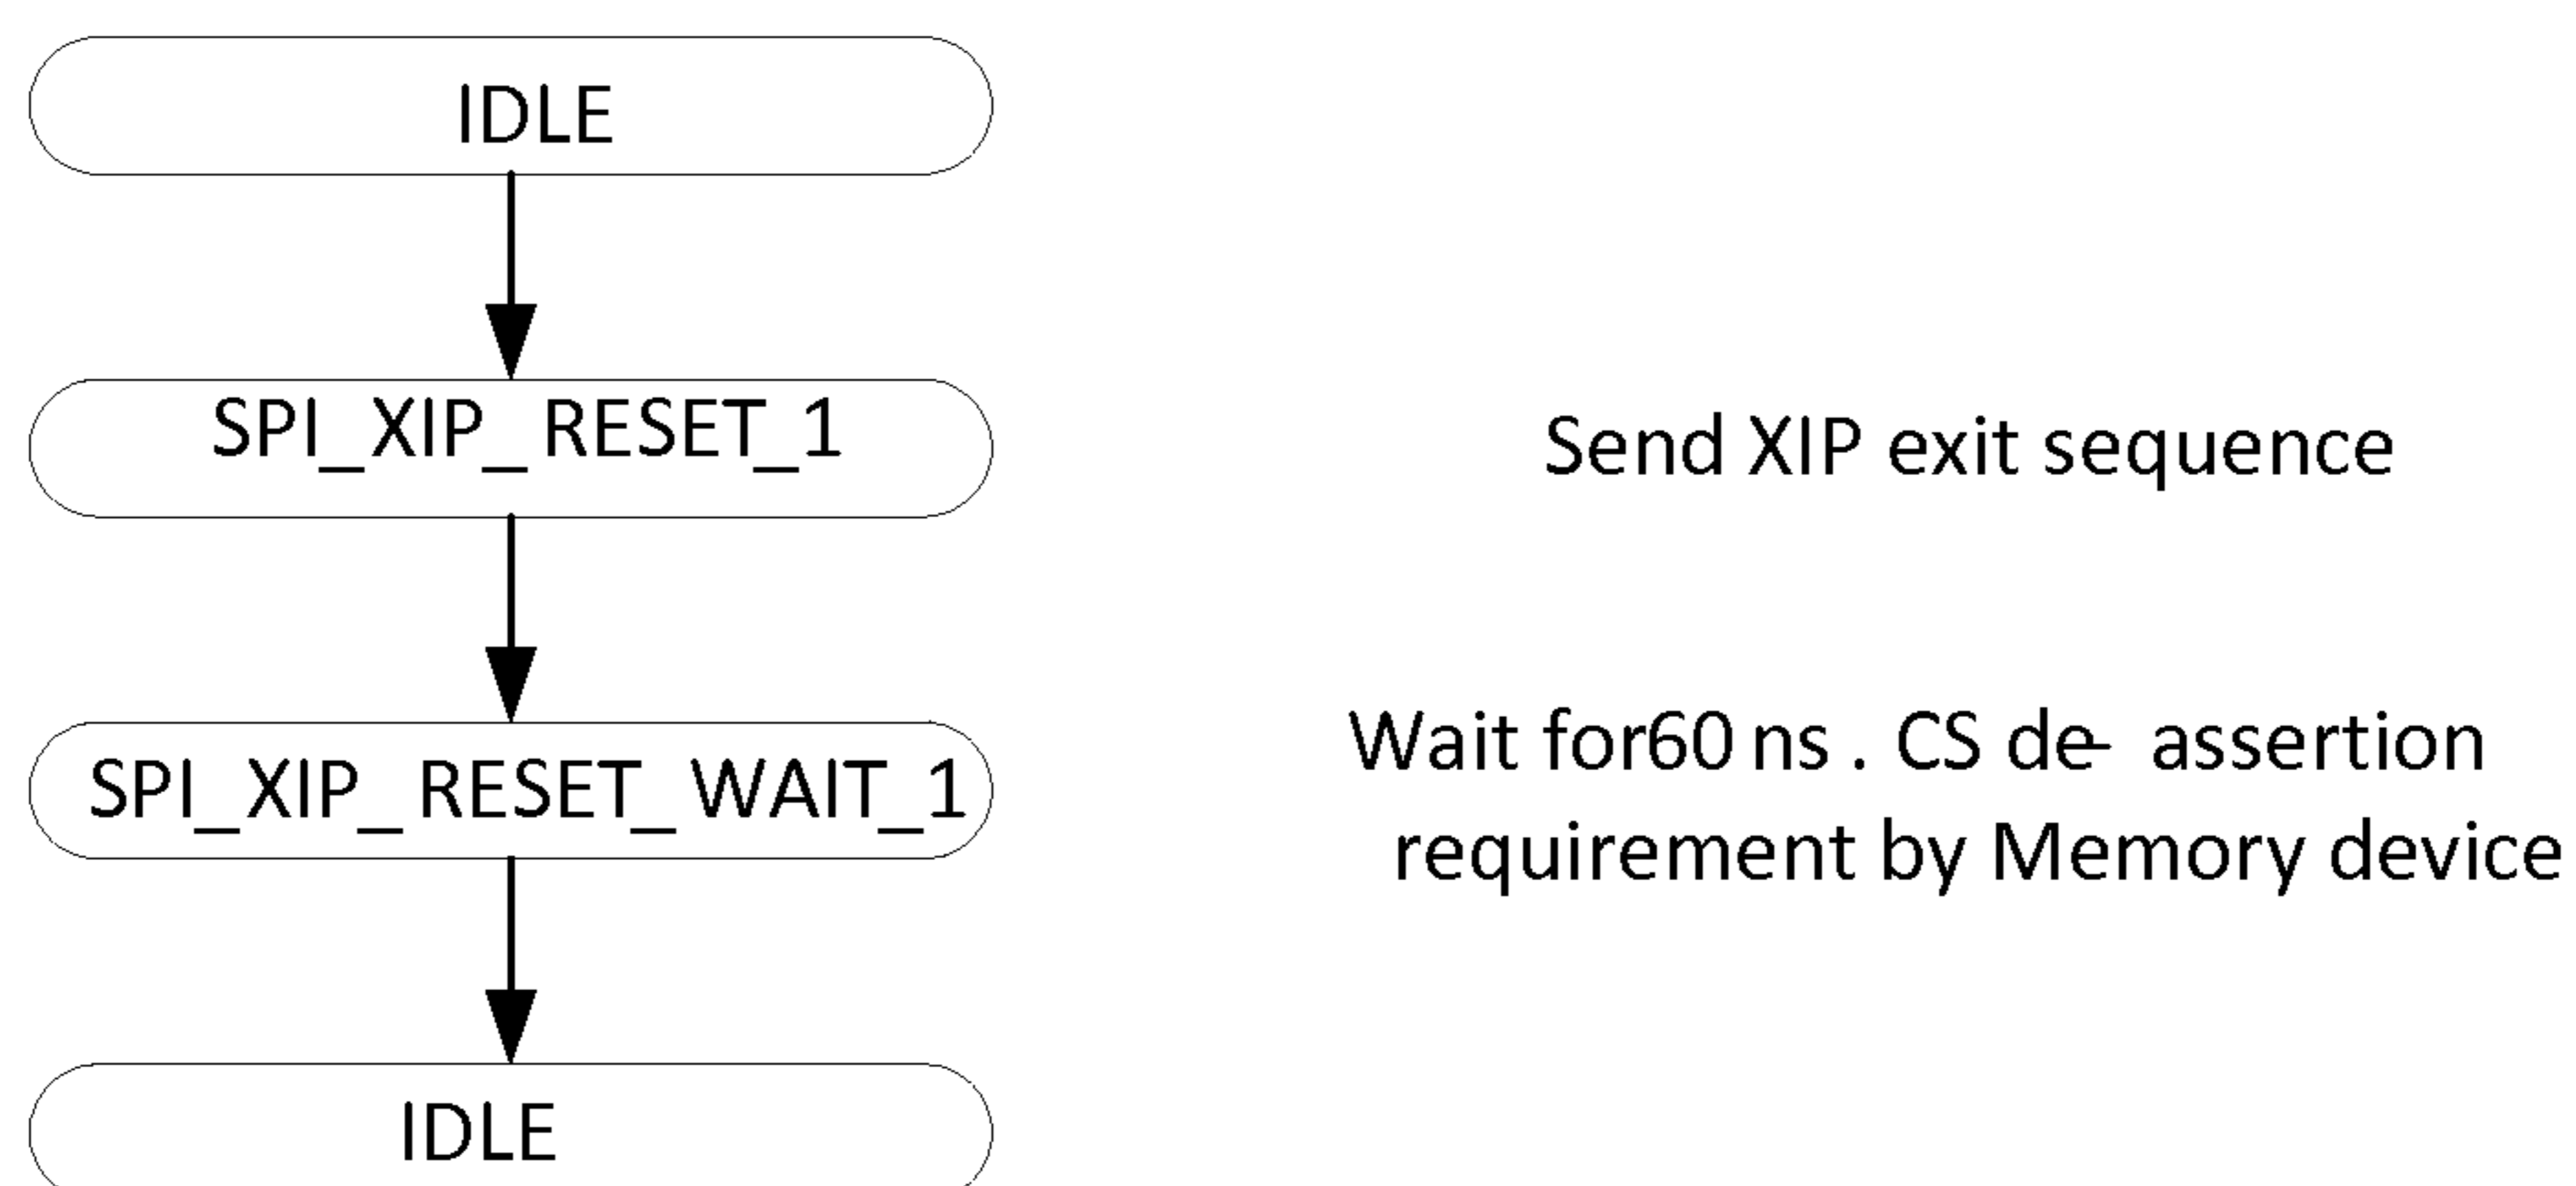 IDLE
SPI_XIP_RESET_1
Send XIP exit sequence
SPI_XIP_RESET_WAIT_1
Wait for60 ns . CS de- assertion
requirement by Memory device
IDLE